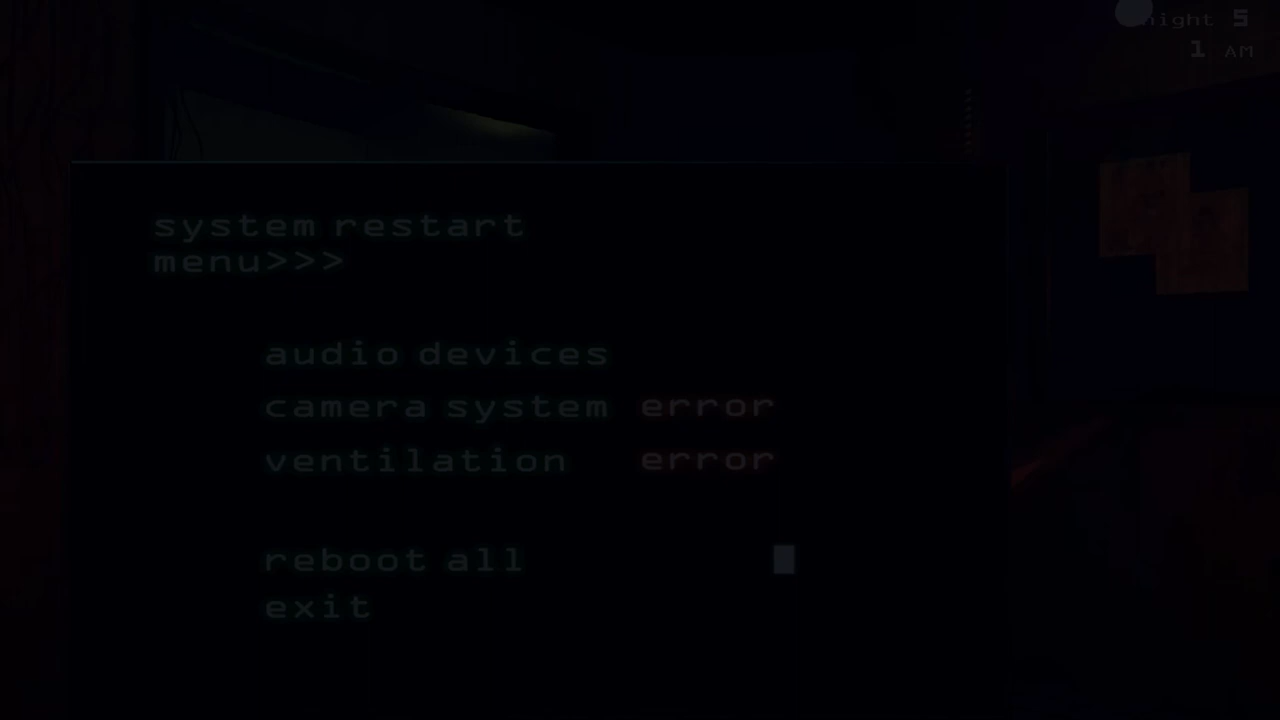 night 5
1 AM
system restart
menu>>>
audio devices
camera system error
ventilation error
reboot all
exit